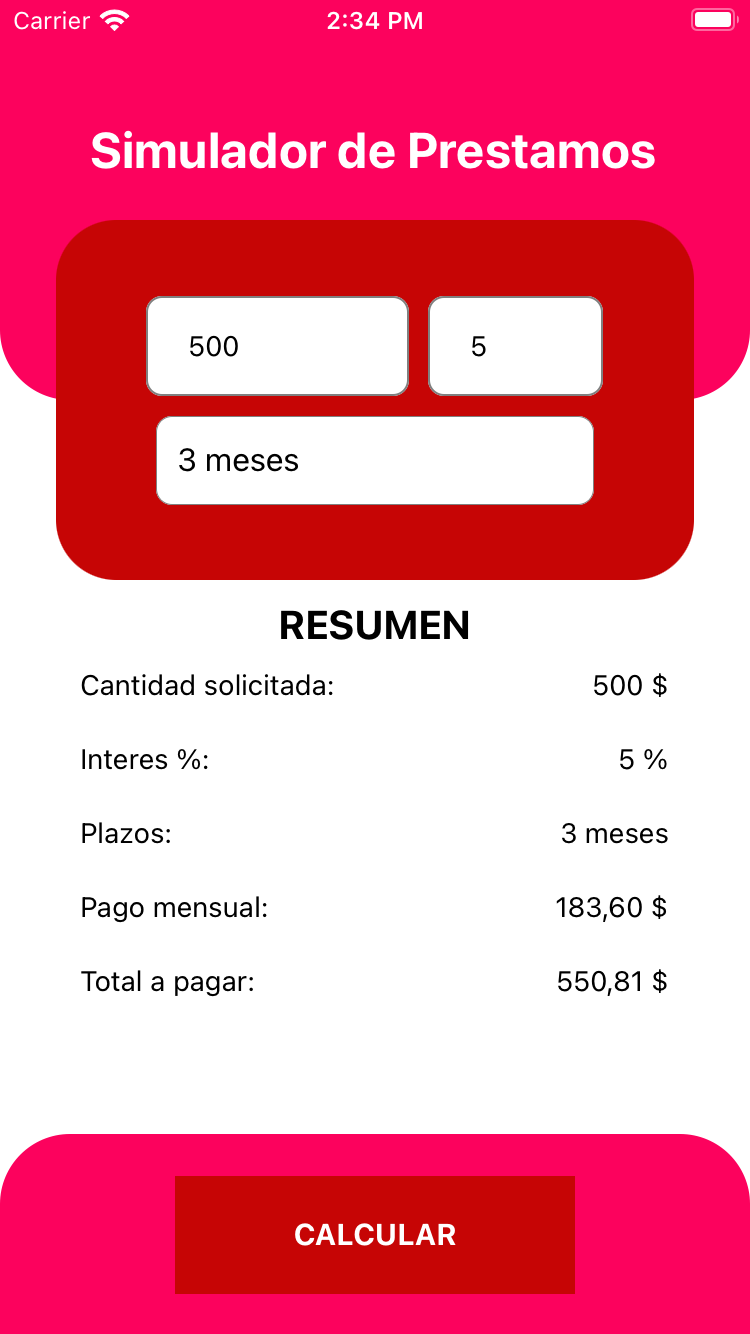 Carrier 2:34 PM
Simulador de Prestamos
500 5
3 meses
RESUMEN
Cantidad solicitada: 500 $
Interes %: 5 %
Plazos: 3 meses
Pago mensual: 183,60 $
Total a pagar: 550,81 $
CALCULAR